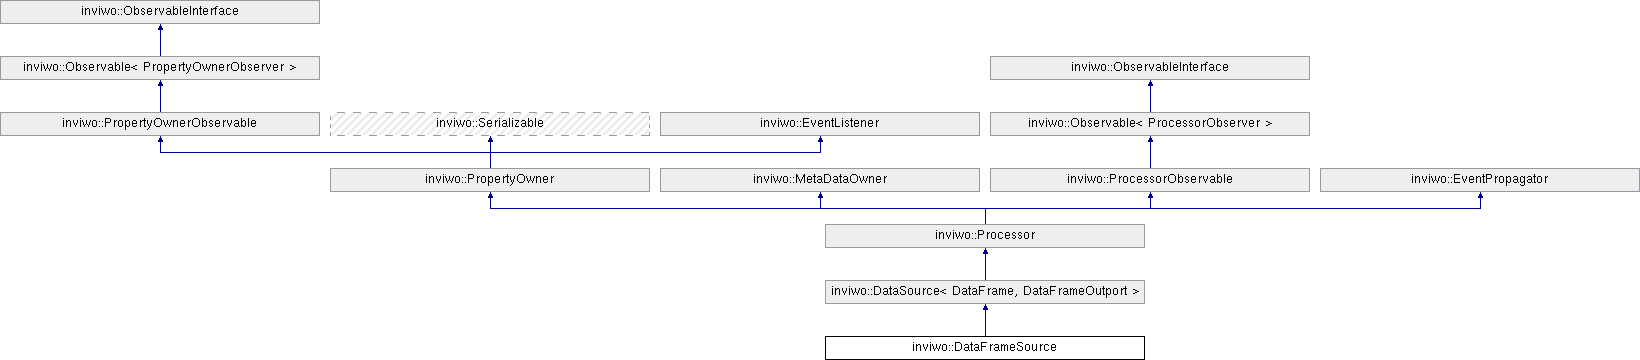 inviwo::ObservableInterface
inviwo::Observable< PropertyOwnerObserver >
inviwo::ObservableInterface
inviwo::PropertyOwnerObservable
inviwo::Serializable
inviwo::EventListener
inviwo::Observable< ProcessorObserver >
inviwo::PropertyOwner
inviwo::MetaDataOwner
inviwo::ProcessorObservable
inviwo::EventPropagator
inviwo::Processor
inviwo::DataSource< DataFrame, DataFrameOutport >
inviwo::DataFrameSource